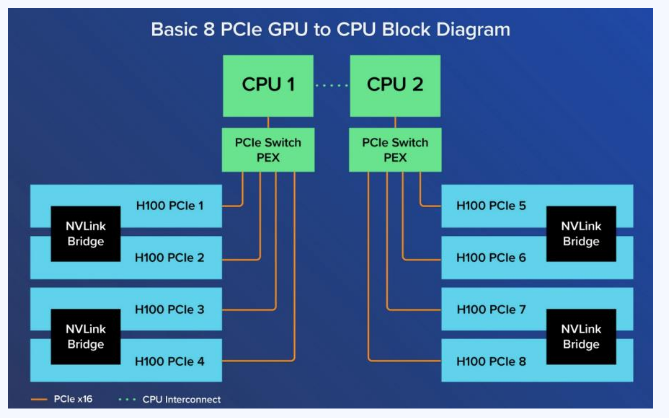 Basic 8 PCIe GPU to CPU Block Diagram
CPU 1
CPU 2
PCIe Switch
PEX
PCIe Switch
PEX
H100 PCIe 1
NVLink
Bridge
H100 PCIe 2
H100 PCIe 3
NVLink
Bridge
H100 PCIe 4
H100 PCIe 5
NVLink
Bridge
H100 PCIe 6
H100 PCIe 7
NVLink
Bridge
H100 PCIe 8
PCIe x16
CPU Interconnect